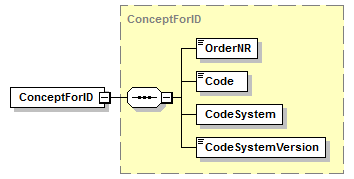 ConceptForID
OrderNR
Code
ConceptForID
CodeSystem
CodeSystemVersion